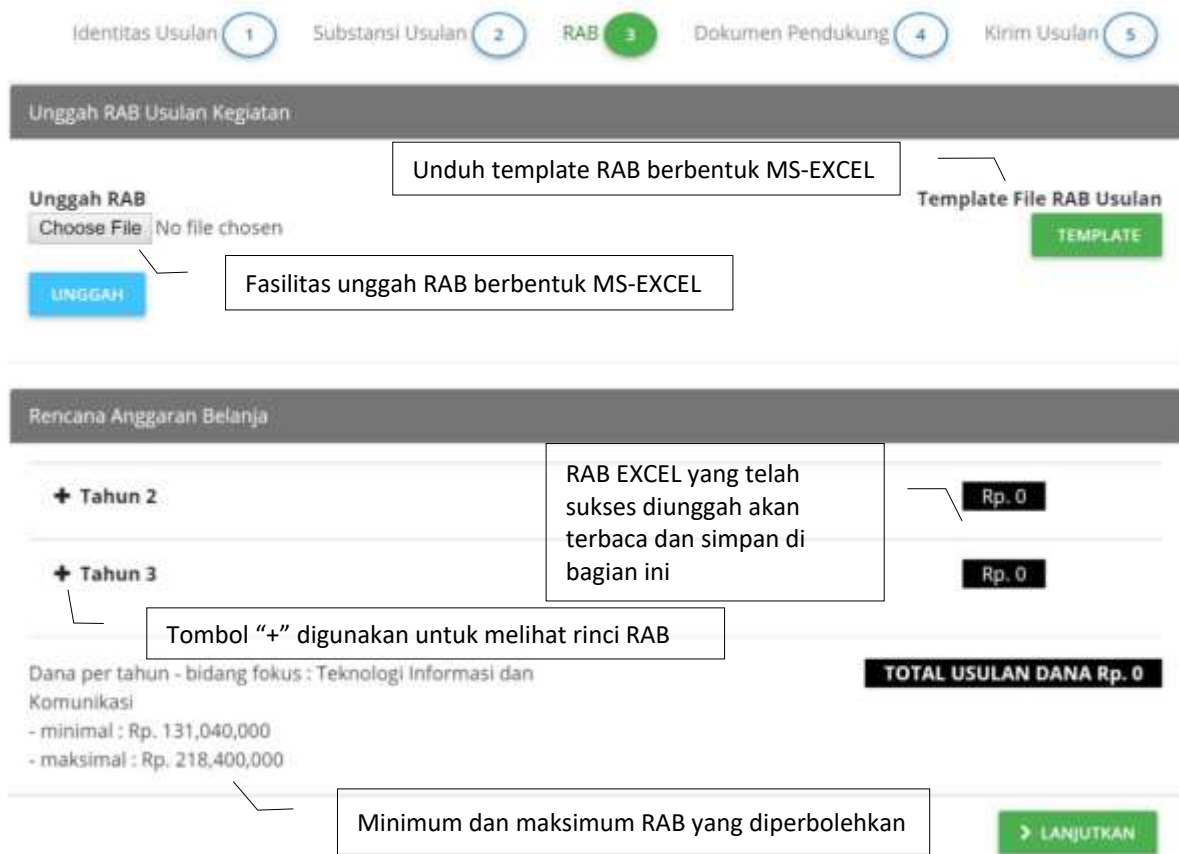 Identitas Usulan 1 Substansi Usulan 2 RAB 3 Dokumen Pendukung 4 Kirim Usulan 5
Unggah RAB Usulan Kegiatan
Unduh template RAB berbentuk MS-EXCEL
Unggah RAB
Template File RAB Usulan
Choose File No file chosen
TEMPLATE
Fasilitas unggah RAB berbentuk MS-EXCEL
UNGGAH
Rencana Anggaran Belanja
RAB EXCEL yang telah
sukses diunggah akan
terbaca dan simpan di
bagian ini
+ Tahun 2 Rp. 0
+ Tahun 3 Rp. 0
Tombol “+” digunakan untuk melihat rinci RAB
Dana per tahun - bidang fokus : Teknologi Informasi dan
Komunikasi
- minimal : Rp. 131,040,000
- maksimal : Rp. 218,400,000
TOTAL USULAN DANA Rp. 0
Minimum dan maksimum RAB yang diperbolehkan
> LANJUTKAN